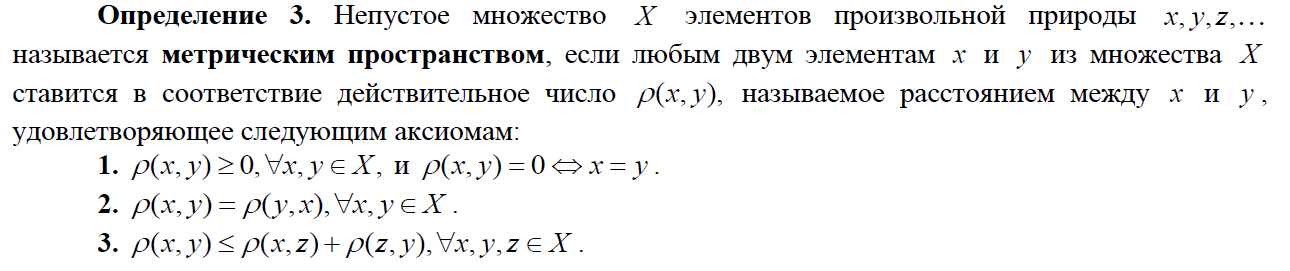 Определение 3. Непустое множество X элементов произвольной природы x, y, z,…
называется метрическим пространством, если любым двум элементам x и y из множества X
ставится в соответствие действительное число ρ(x, y), называемое расстоянием между x и y ,
удовлетворяющее следующим аксиомам:
1. ρ(x, y) ≥ 0, ∀x, y ∈ X, и ρ(x, y) = 0 ⇔ x = y .
2. ρ(x, y) = ρ(y, x), ∀x, y ∈ X .
3. ρ(x, y) ≤ ρ(x, z) + ρ(z, y), ∀x, y, z ∈ X .